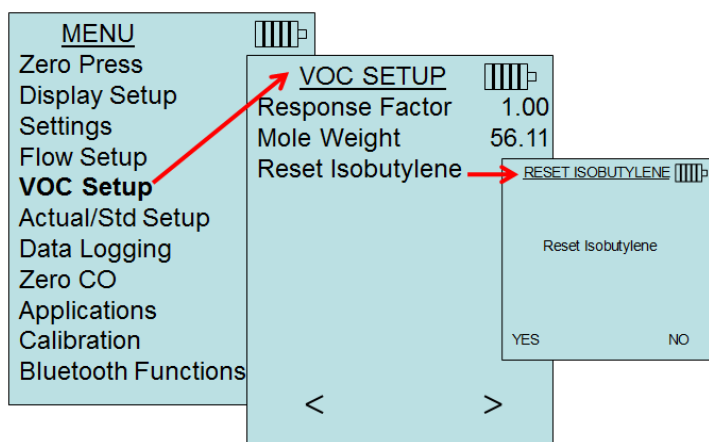 MENU
Zero Press
Display Setup
Settings
Flow Setup
VOC Setup
Actual/Std Setup
Data Logging
Zero CO
Applications
Calibration
Bluetooth Functions
VOC SETUP
Response Factor 1.00
Mole Weight 56.11
Reset Isobutylene
< >
RESET ISOBUTYLENE
Reset Isobutylene
YES NO